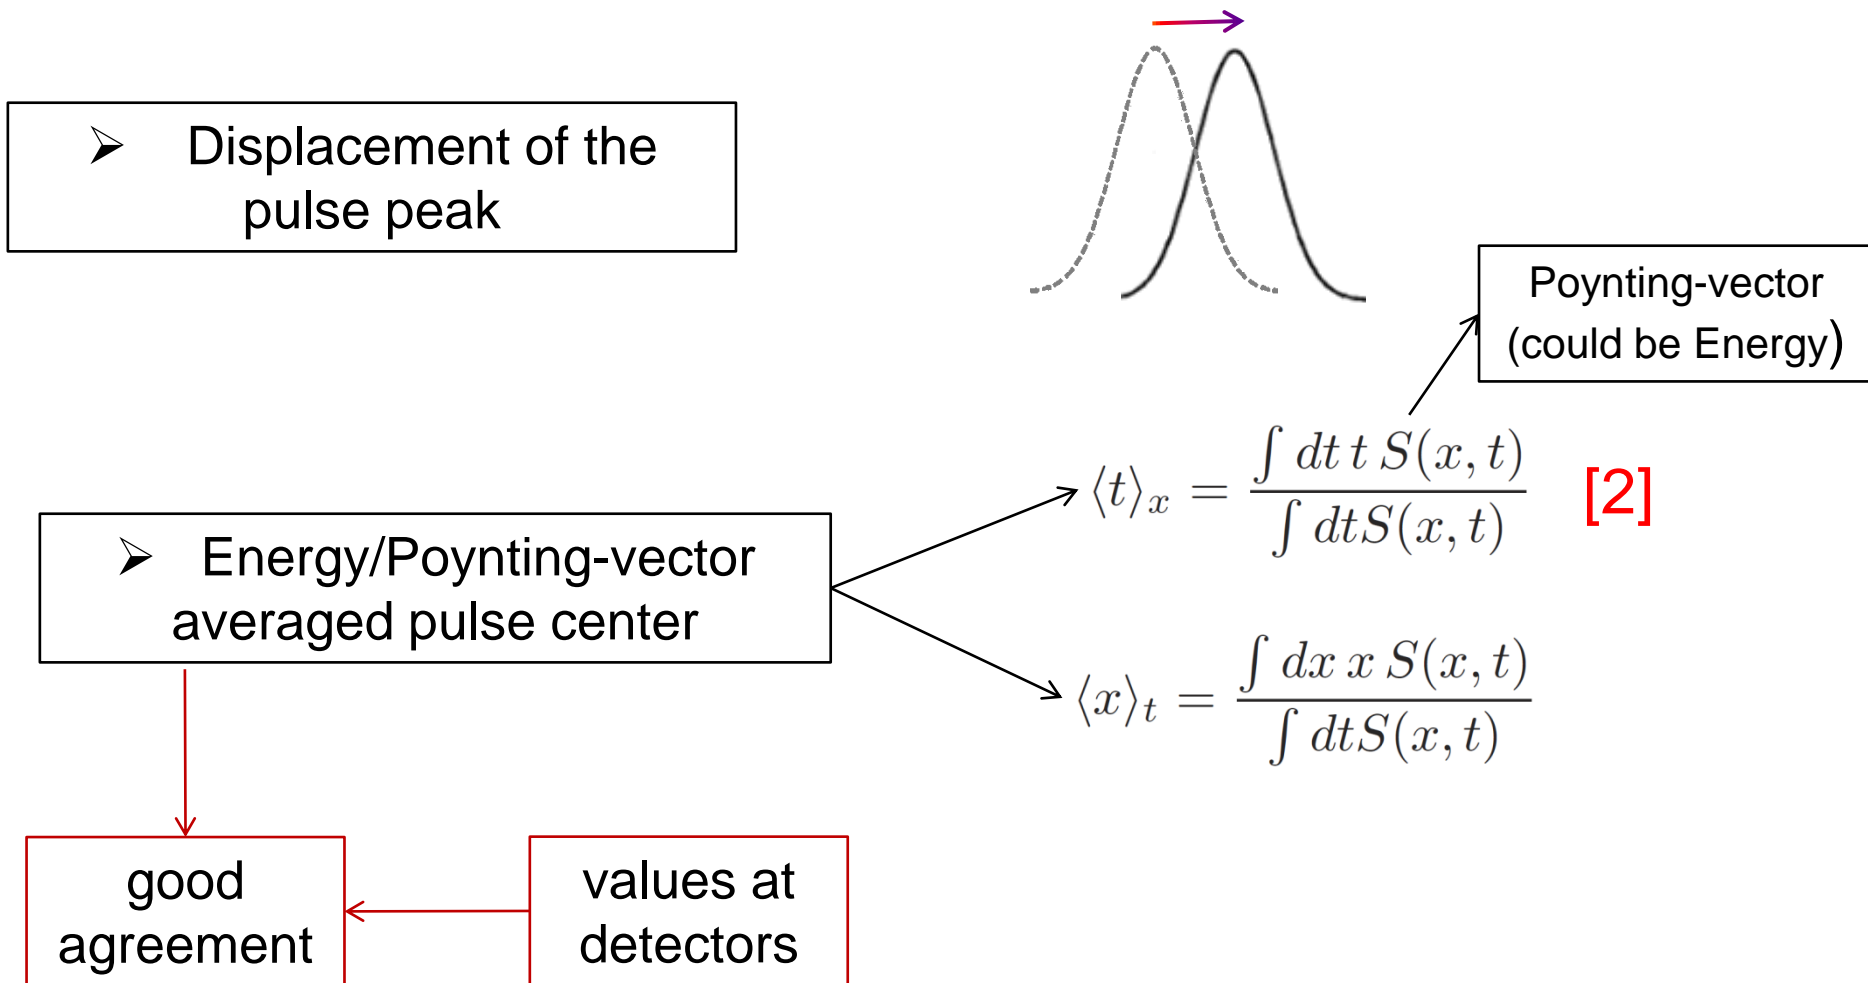 ➢ Displacement of the
pulse peak
Poynting-vector
(could be Energy)
⟨t⟩_x = ∫ dt t S(x, t) / ∫ dtS(x, t) [2]
➢ Energy/Poynting-vector
averaged pulse center
⟨x⟩_t = ∫ dx x S(x, t) / ∫ dtS(x, t)
good
agreement
values at
detectors